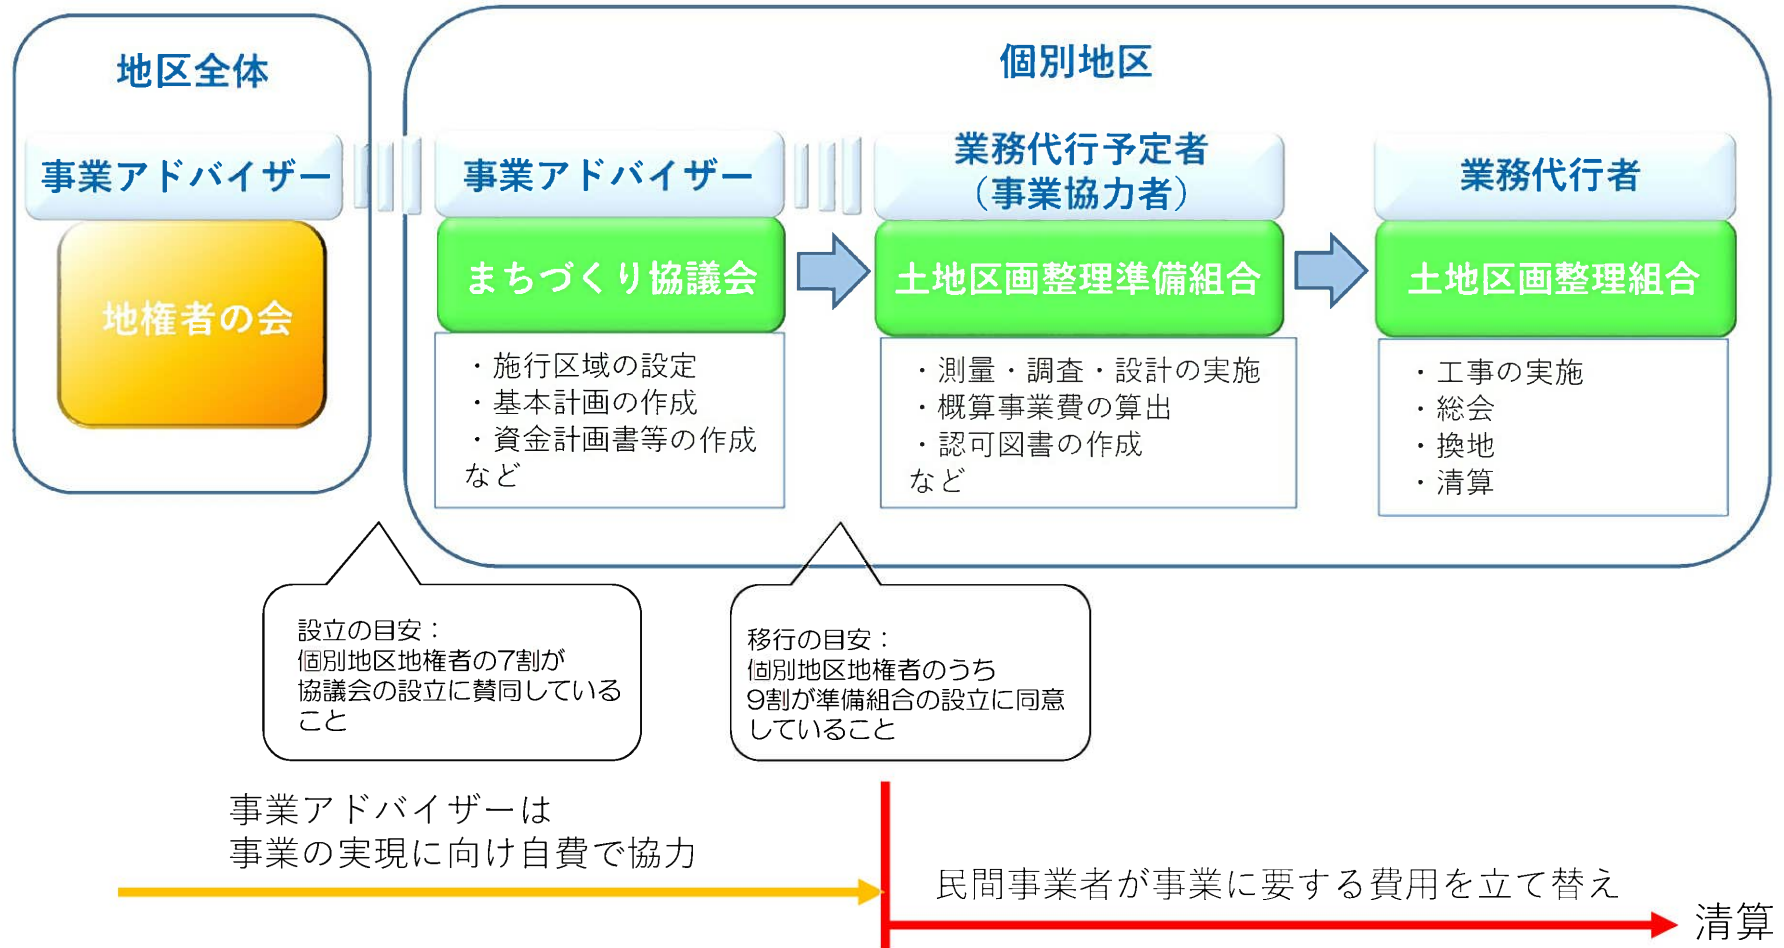 地区全体
事業アドバイザー
地権者の会
個別地区
事業アドバイザー
まちづくり協議会
・施行区域の設定
・基本計画の作成
・資金計画書等の作成
など
業務代行予定者
（事業協力者）
土地区画整理準備組合
・測量・調査・設計の実施
・概算事業費の算出
・認可図書の作成
など
業務代行者
土地区画整理組合
・工事の実施
・総会
・換地
・清算
設立の目安：
個別地区地権者の7割が
協議会の設立に賛同している
こと
移行の目安：
個別地区地権者のうち
9割が準備組合の設立に同意
していること
事業アドバイザーは
事業の実現に向け自費で協力
民間事業者が事業に要する費用を立て替え
清算